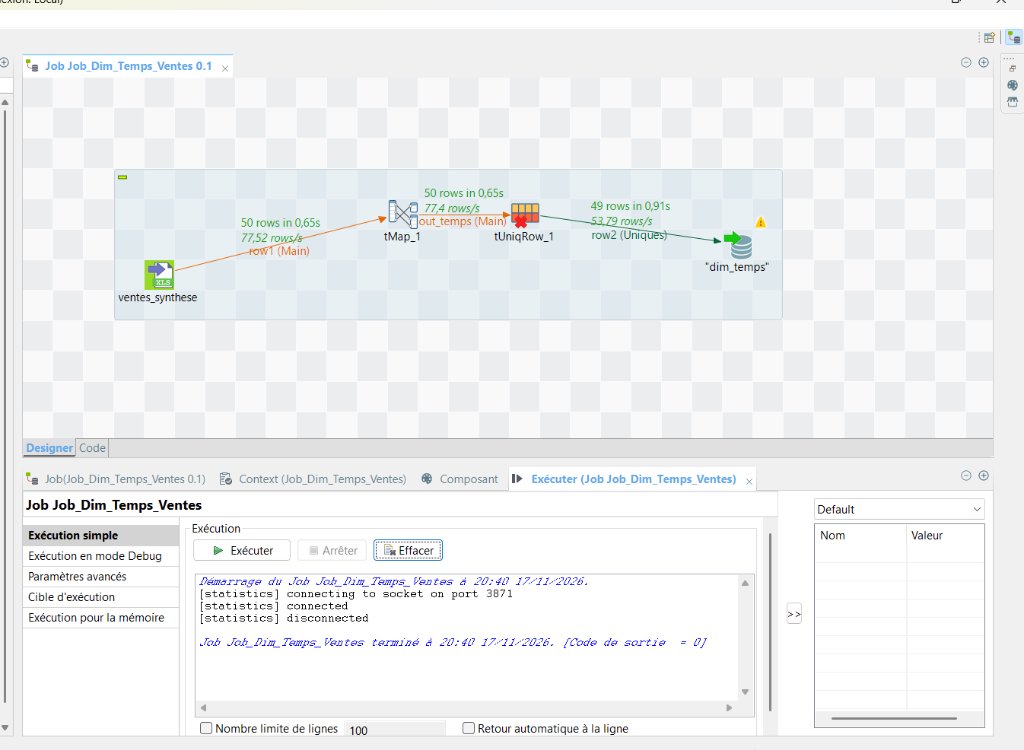 Job Job_Dim_Temps_Ventes 0.1
50 rows in 0,65s
77,4 rows/s
out_temps (Main)
50 rows in 0,65s
77,52 rows/s
row1 (Main)
49 rows in 0,91s
53,79 rows/s
row2 (Uniques)
tMap_1
tUniqRow_1
"dim_temps"
XLS
ventes_synthese
Designer
Code
Job(Job_Dim_Temps_Ventes 0.1)
Context (Job_Dim_Temps_Ventes)
Composant
Exécuter (Job Job_Dim_Temps_Ventes)
Job Job_Dim_Temps_Ventes
Exécution simple
Exécution en mode Debug
Paramètres avancés
Cible d'exécution
Exécution pour la mémoire
Exécution
Exécuter
Arrêter
Effacer
Démarrage du Job Job_Dim_Temps_Ventes à 20:40 17/11/2026.
[statistics] connecting to socket on port 3871
[statistics] connected
[statistics] disconnected
Job Job_Dim_Temps_Ventes terminé à 20:40 17/11/2026. [Code de sortie  = 0]
Nombre limite de lignes
100
Retour automatique à la ligne
>>
Default
Nom
Valeur